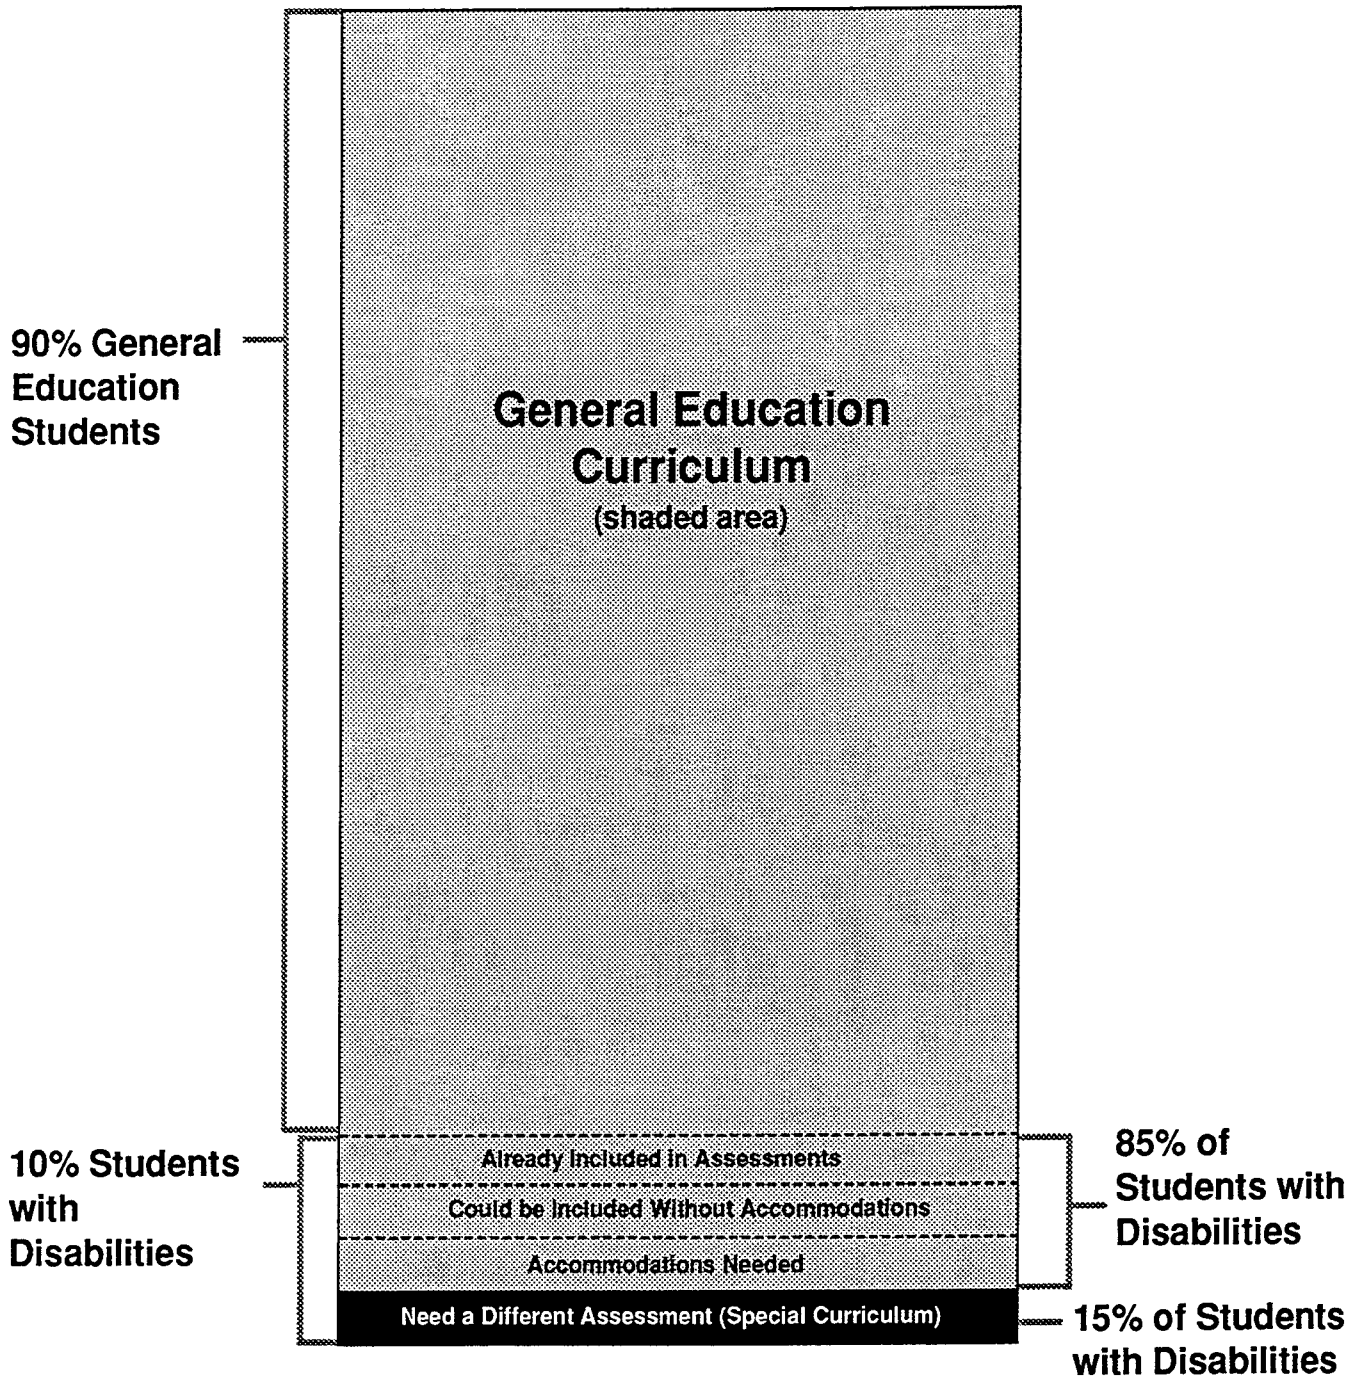 90% General
Education
Students
General Education
Curriculum
(shaded area)
10% Students
with
Disabilities
Already Included in Assessments
Could be Included Without Accommodations
Accommodations Needed
Need a Different Assessment (Special Curriculum)
85% of
Students with
Disabilities
15% of Students
with Disabilities